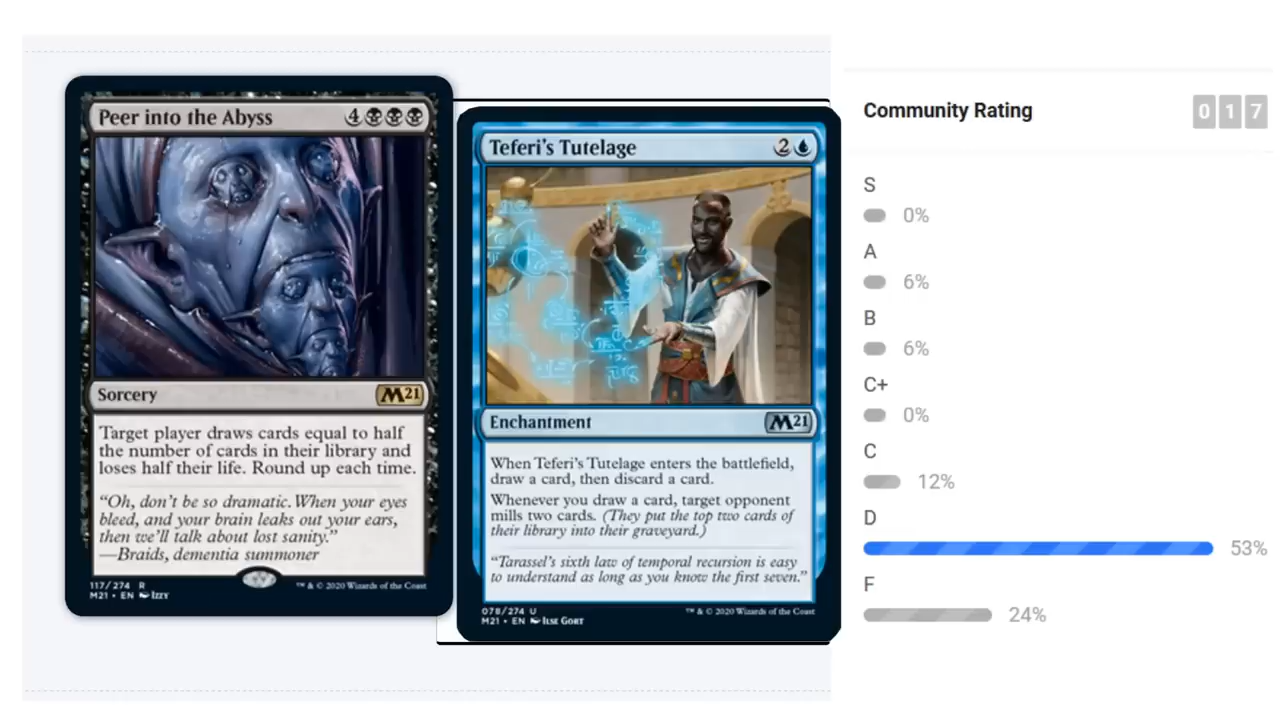 Peer into the Abyss 4
Sorcery M21
Target player draws cards equal to half
the number of cards in their library and
loses half their life. Round up each time.
“Oh, don’t be so dramatic. When your eyes
bleed, and your brain leaks out your ears,
then we’ll talk about lost sanity.”
—Braids, dementia summoner
117/274 R
M21 • EN IZZY
™ & © 2020 Wizards of the Coast
Teferi’s Tutelage 2
Enchantment M21
When Teferi’s Tutelage enters the battlefield,
draw a card, then discard a card.
Whenever you draw a card, target opponent
mills two cards. (They put the top two cards of
their library into their graveyard.)
“Tarassel’s sixth law of temporal recursion is easy
to understand as long as you know the first seven.”
078/274 U
M21 • EN ILSE GORT
™ & © 2020 Wizards of the Coast
Community Rating 0 1 7
S
0%
A
6%
B
6%
C+
0%
C
12%
D
53%
F
24%